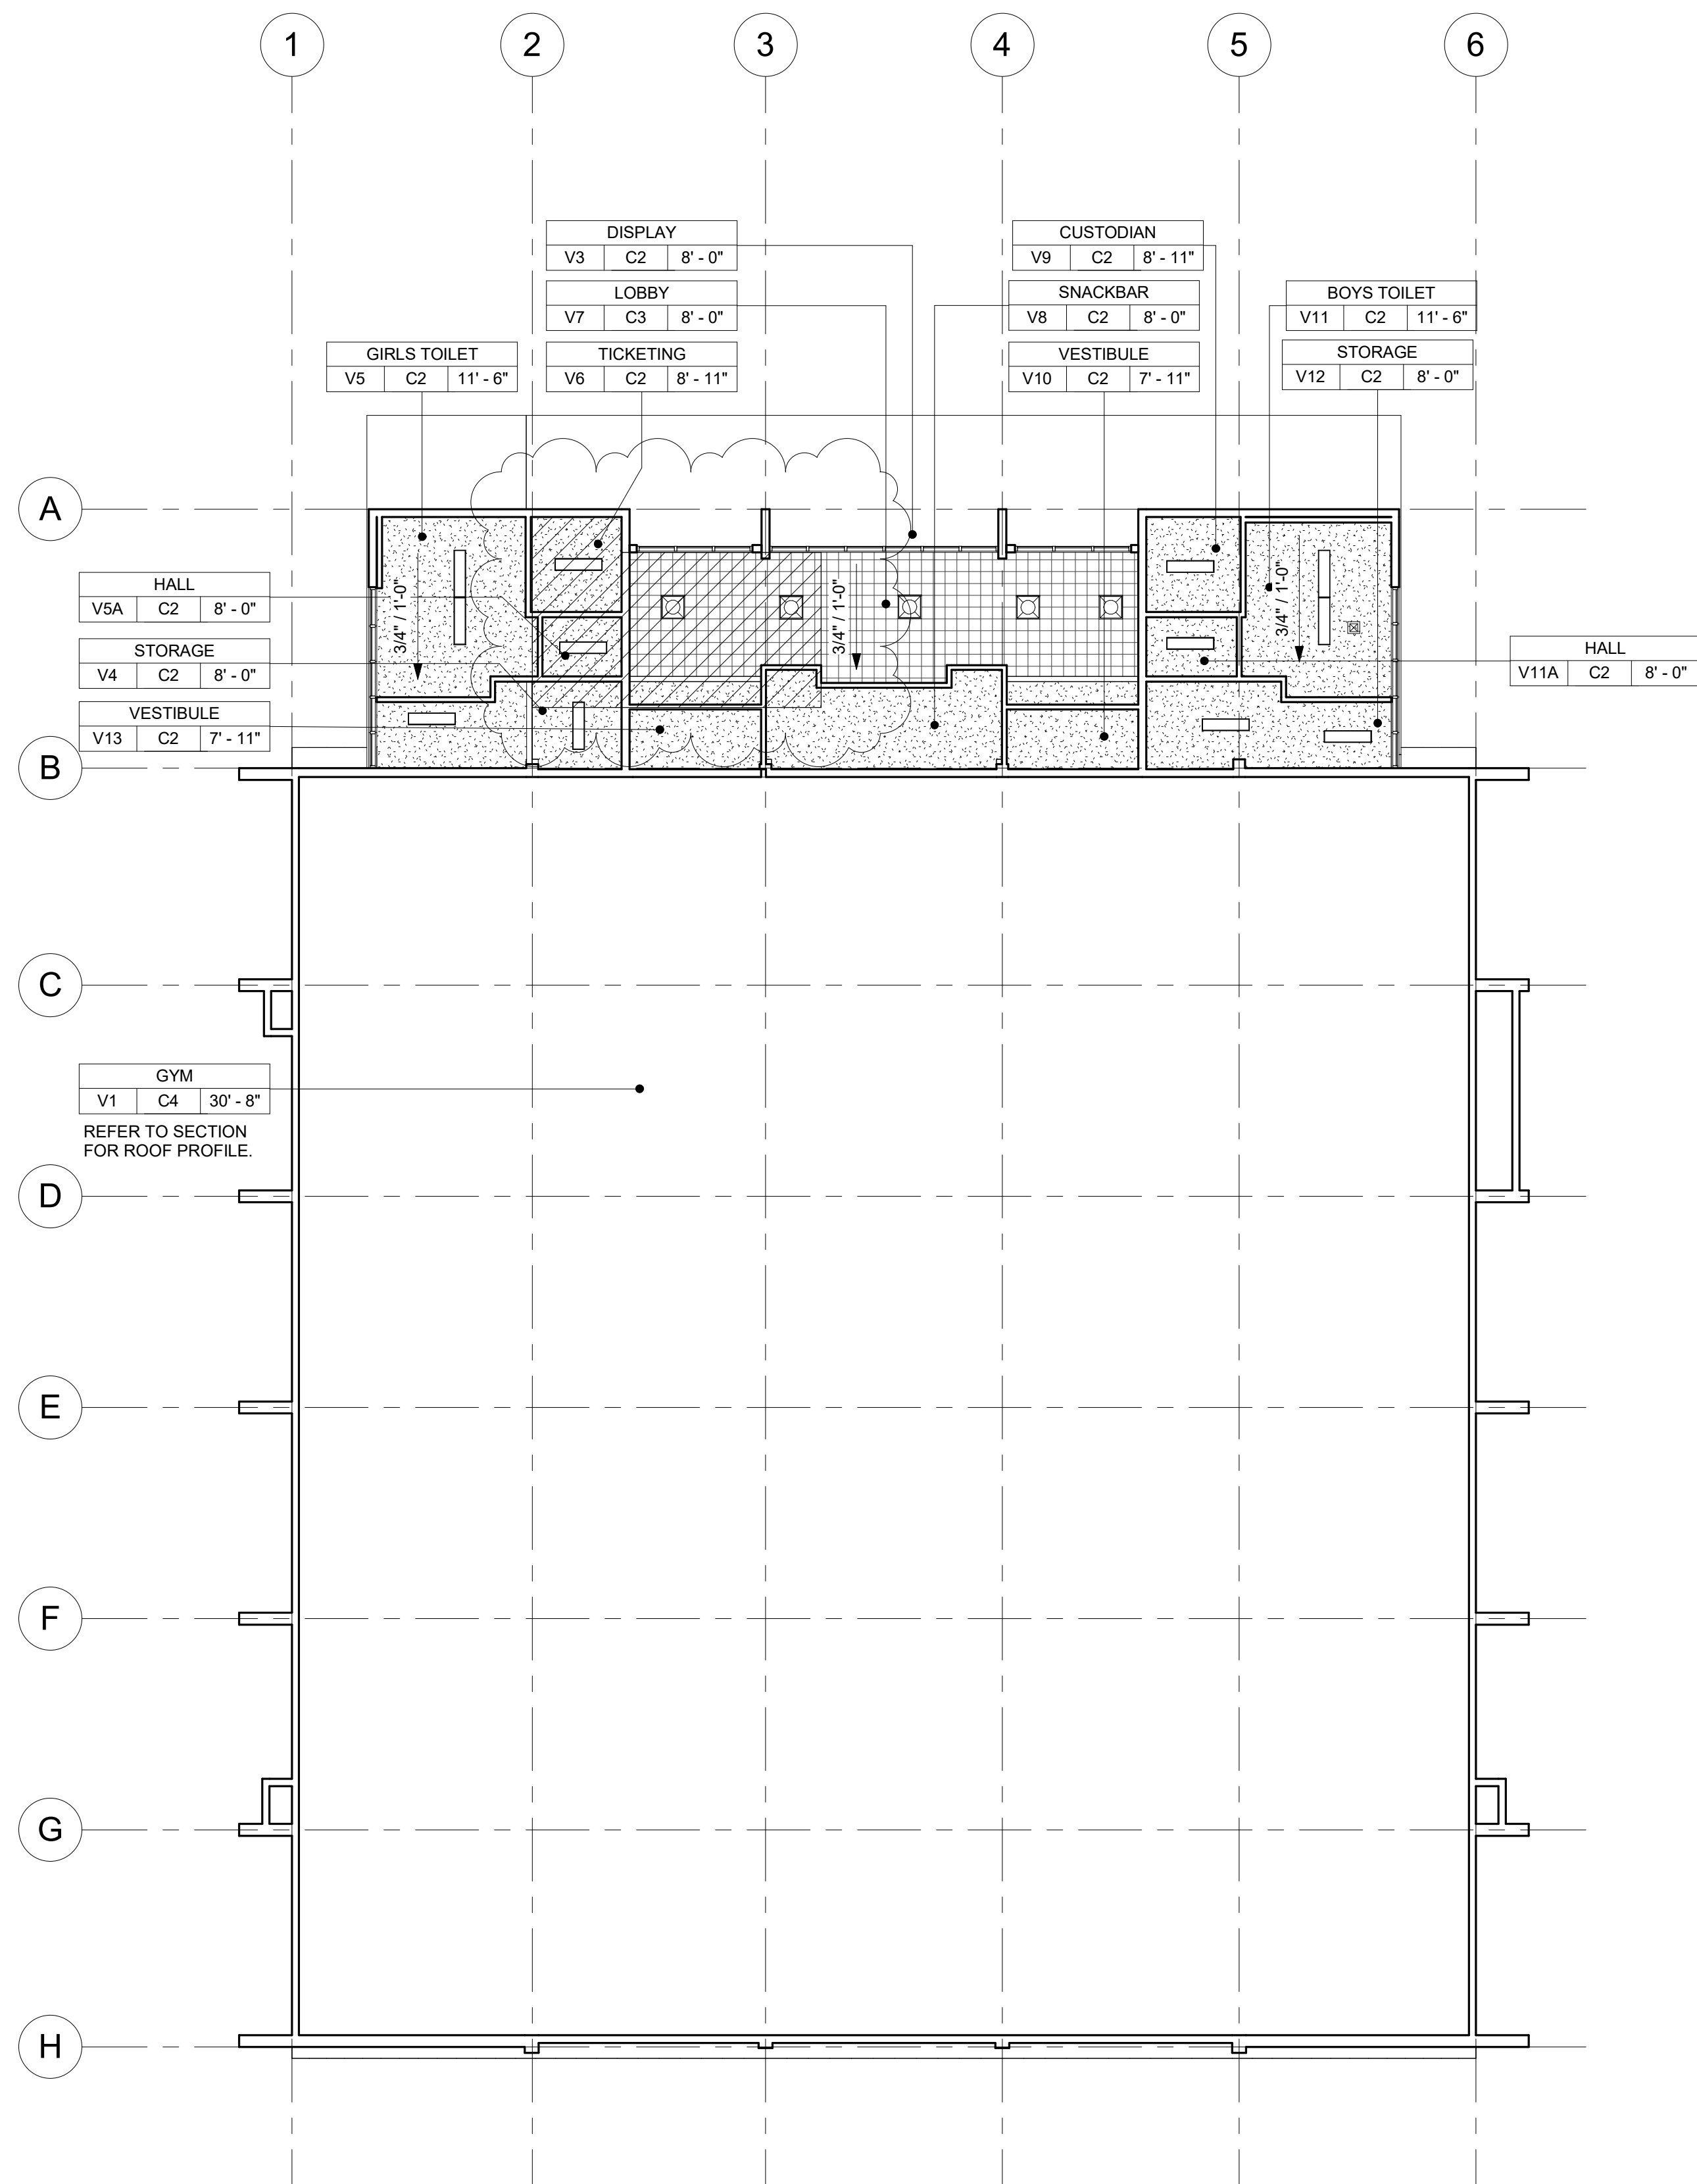 1 2 3 4 5 6
DISPLAY
V3 C2 8' - 0"
CUSTODIAN
V9 C2 8' - 11"
LOBBY
V7 C3 8' - 0"
SNACKBAR
V8 C2 8' - 0"
BOYS TOILET
V11 C2 11' - 6"
GIRLS TOILET
V5 C2 11' - 6"
TICKETING
V6 C2 8' - 11"
VESTIBULE
V10 C2 7' - 11"
STORAGE
V12 C2 8' - 0"
A
3/4" / 1'-0"
3/4" / 1'-0"
3/4" / 1'-0"
HALL
V5A C2 8' - 0"
STORAGE
V4 C2 8' - 0"
HALL
V11A C2 8' - 0"
VESTIBULE
V13 C2 7' - 11"
B
C
GYM
V1 C4 30' - 8"
REFER TO SECTION
FOR ROOF PROFILE.
D
E
F
G
H